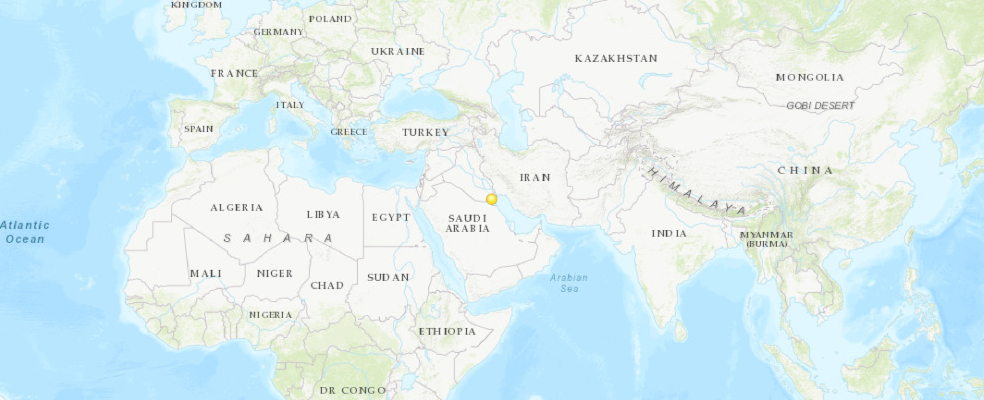 KINGDOM
POLAND
GERMANY
UKRAINE
KAZAKHSTAN
FRANCE
MONGOLIA
ITALY
GOBI DESERT
SPAIN
GREECE
TURKEY
CHINA
IRAN
HIMALAYA
ALGERIA
LIBYA
EGYPT
SAUDI
ARABIA
Atlantic
Ocean
SAHARA
INDIA
MYANMAR
(BURMA)
MALI
NIGER
CHAD
SUDAN
Arabian
Sea
NIGERIA
ETHIOPIA
DR CONGO